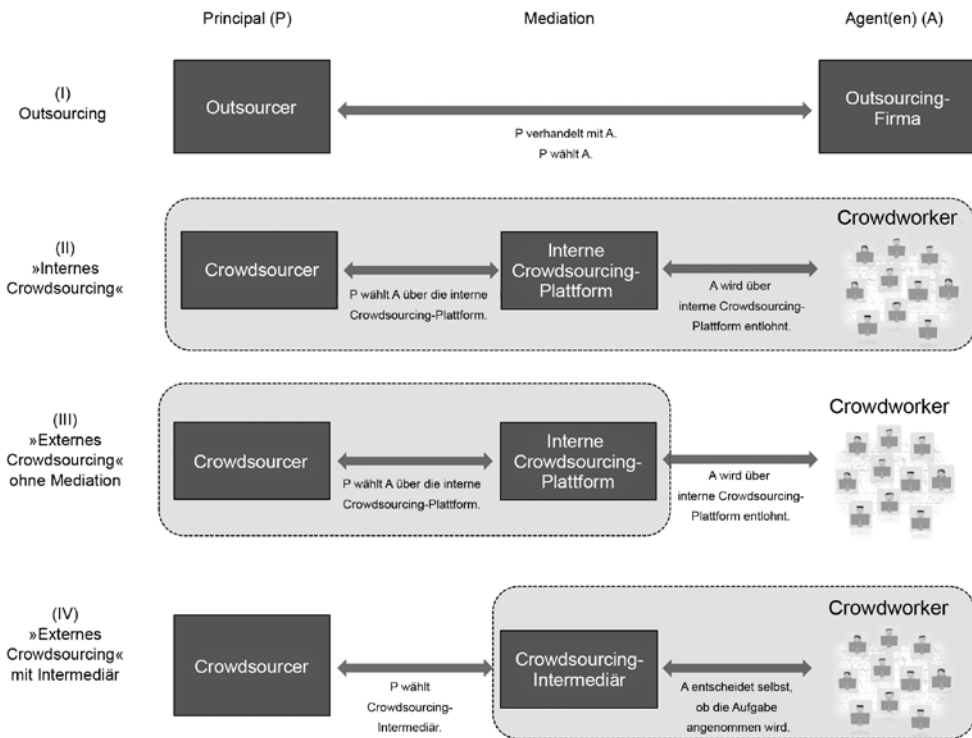 Principal (P)
Mediation
Agent(en) (A)
(I)
Outsourcing
Outsourcer
P verhandelt mit A.
P wählt A.
Outsourcing-
Firma
(II)
»Internes
Crowdsourcing«
Crowdsourcer
P wählt A über die interne
Crowdsourcing-Plattform.
Interne
Crowdsourcing-
Plattform
A wird über
interne Crowdsourcing-
Plattform entlohnt.
Crowdworker
(III)
»Externes
Crowdsourcing«
ohne Mediation
Crowdsourcer
P wählt A über die interne
Crowdsourcing-Plattform.
Interne
Crowdsourcing-
Plattform
A wird über
interne Crowdsourcing-
Plattform entlohnt.
Crowdworker
(IV)
»Externes
Crowdsourcing«
mit Intermediär
Crowdsourcer
P wählt
Crowdsourcing-
Intermediär.
Crowdsourcing-
Intermediär
A entscheidet selbst,
ob die Aufgabe
angenommen wird.
Crowdworker